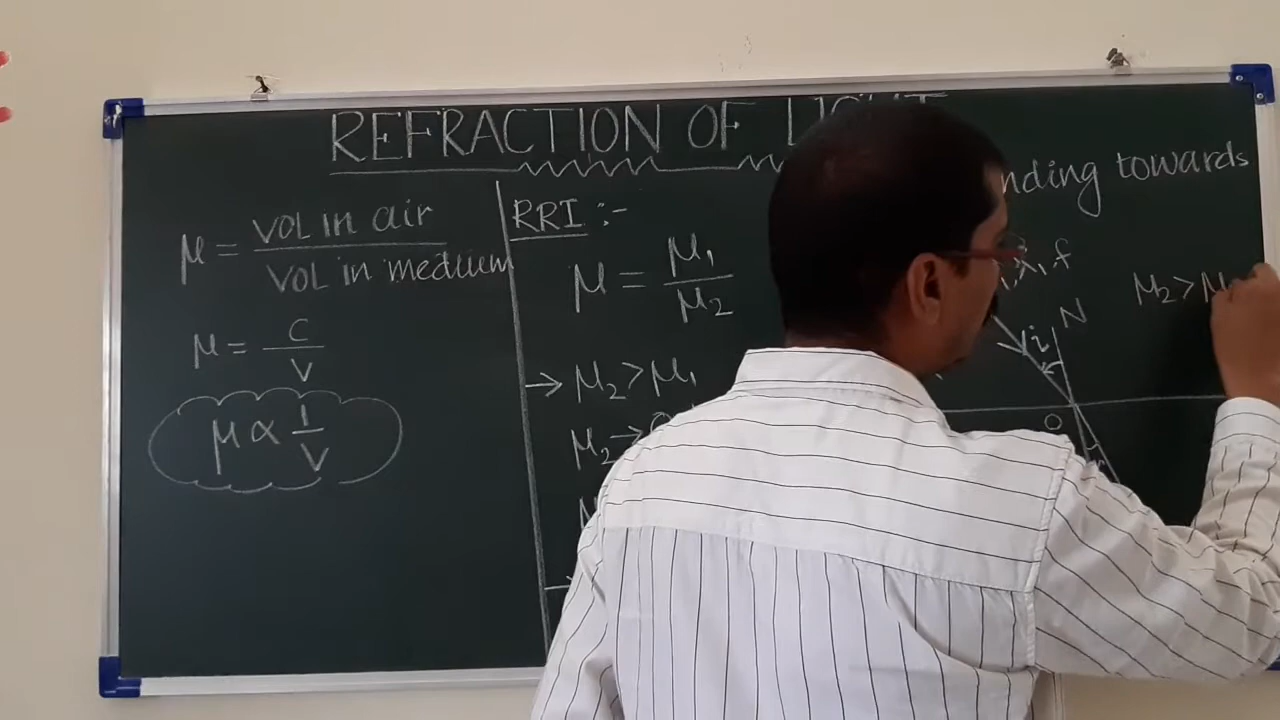 REFRACTION OF LIGHT
μ = VOL in air / VOL in medium
μ = c / v
μ ∝ 1 / v
RRI :-
μ = μ₁ / μ₂
→ μ₂ > μ₁
μ₂ →
nding towards
λ₁, f
N
i
μ₂ > μ
O